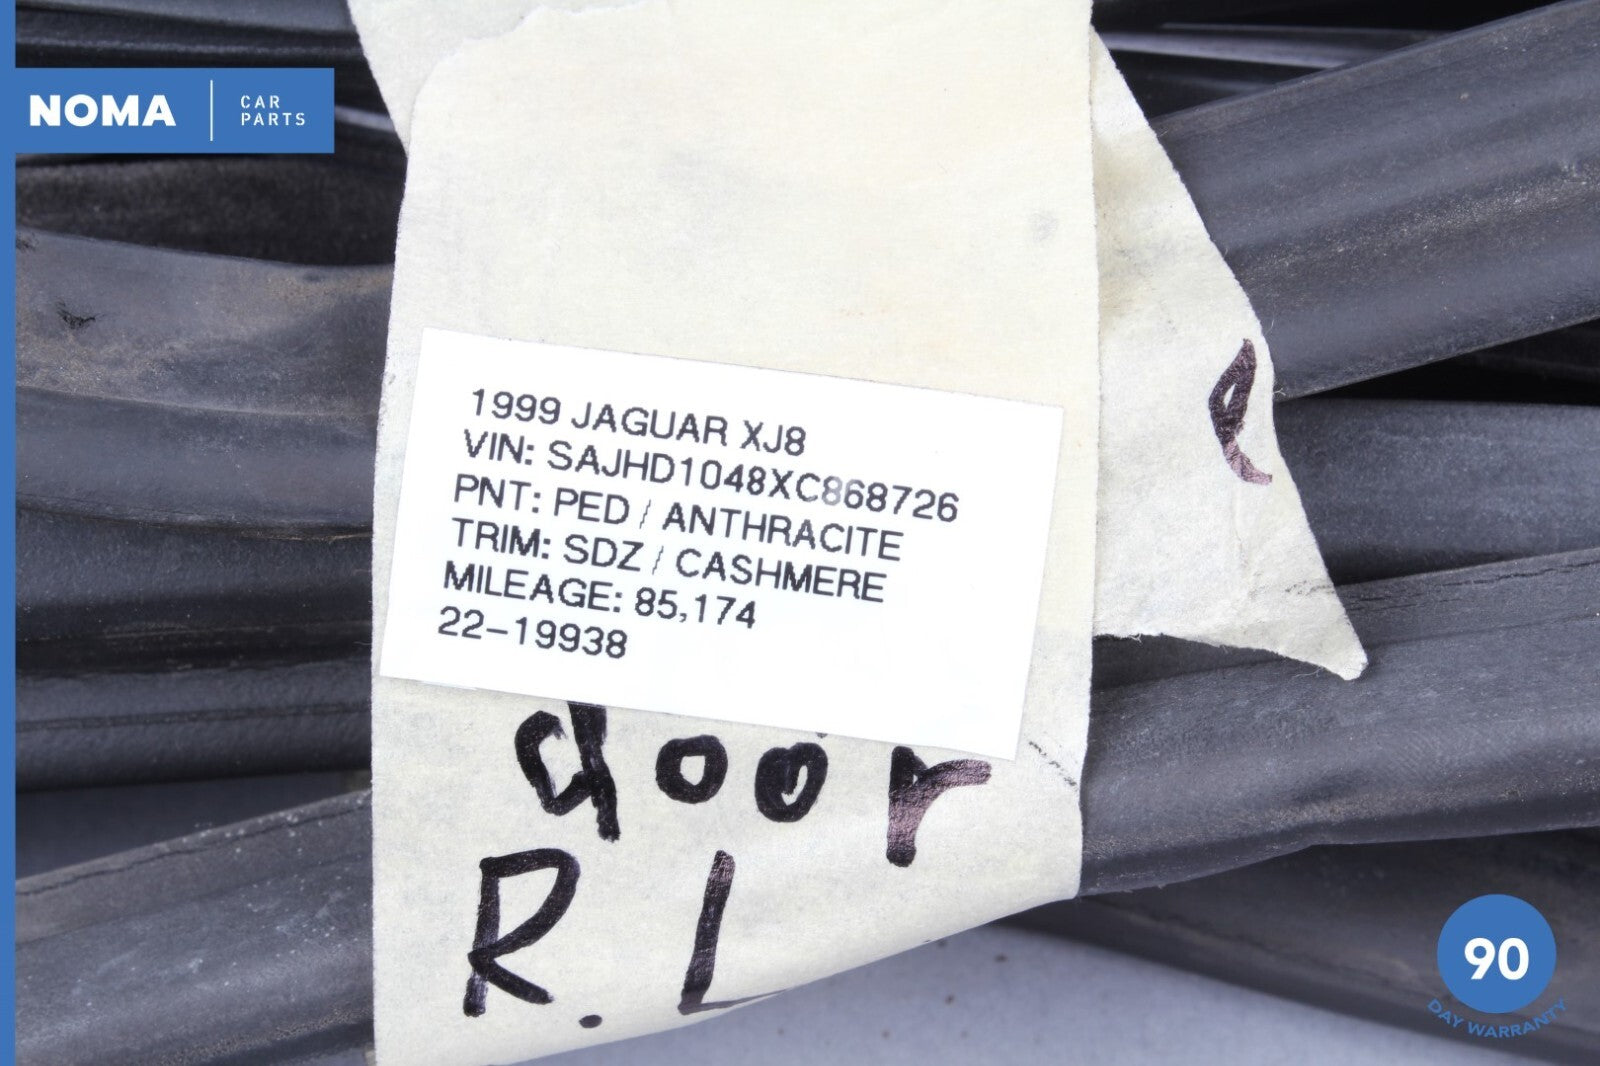 NOMA
CAR
PARTS
1999 JAGUAR XJ8
VIN: SAJHD1048XC868726
PNT: PED / ANTHRACITE
TRIM: SDZ / CASHMERE
MILEAGE: 85,174
22-19938
door
R. L
90
DAY WARRANTY